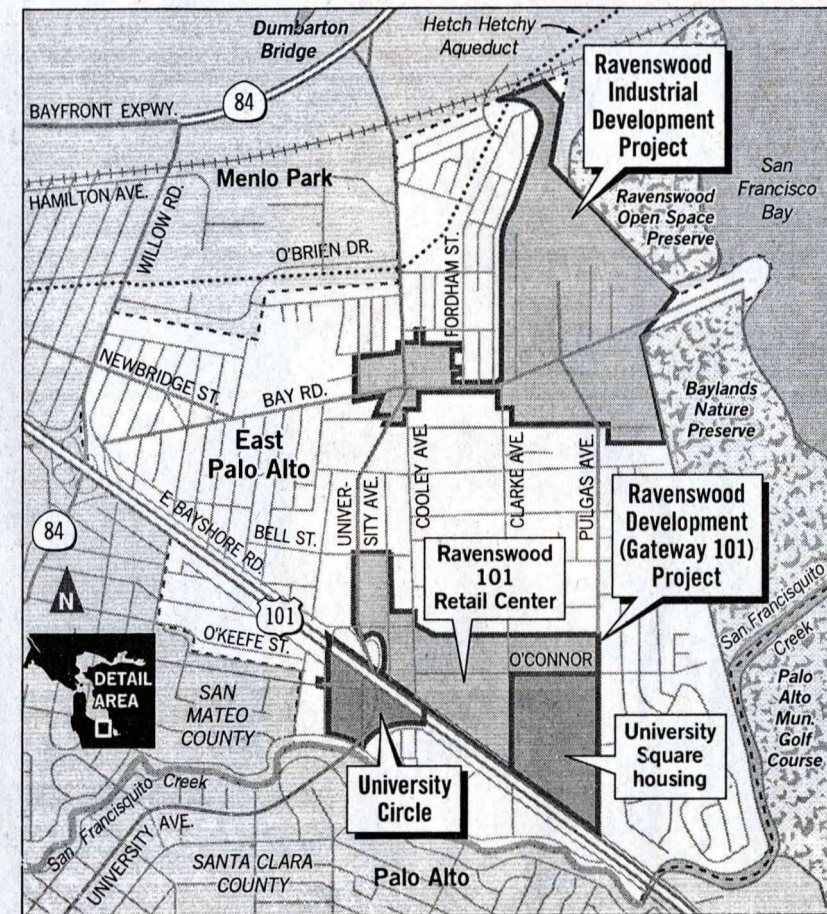 Dumbarton
Bridge
Hetch Hetchy
Aqueduct
Ravenswood
Industrial
Development
Project
84
BAYFRONT EXPWY.
San
Francisco
Bay
Menlo Park
HAMILTON AVE.
WILLOW RD.
Ravenswood
Open Space
Preserve
O'BRIEN DR.
FORDHAM ST.
NEWBRIDGE ST.
BAY RD.
Baylands
Nature
Preserve
East
Palo Alto
UNIVER-
SITY AVE.
COOLEY AVE.
CLARKE AVE.
PULGAS AVE.
E BAYSHORE RD.
BELL ST.
84
Ravenswood
Development
(Gateway 101)
Project
Ravenswood
101
Retail Center
N
101
O'KEEFE ST.
O'CONNOR
San Francisquito
Creek
DETAIL
AREA
SAN
MATEO
COUNTY
Palo
Alto
Mun.
Golf
Course
University
Square
housing
University
Circle
San Francisquito Creek
UNIVERSITY AVE.
SANTA CLARA
COUNTY
Palo Alto